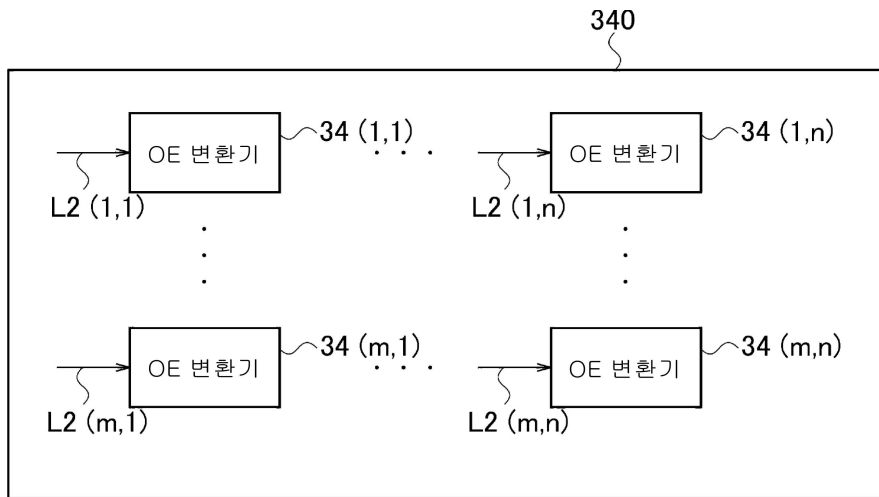 340
OE 변환기 34 (1,1) · · · OE 변환기 34 (1,n)
L2 (1,1) L2 (1,n)
OE 변환기 34 (m,1) · · · OE 변환기 34 (m,n)
L2 (m,1) L2 (m,n)